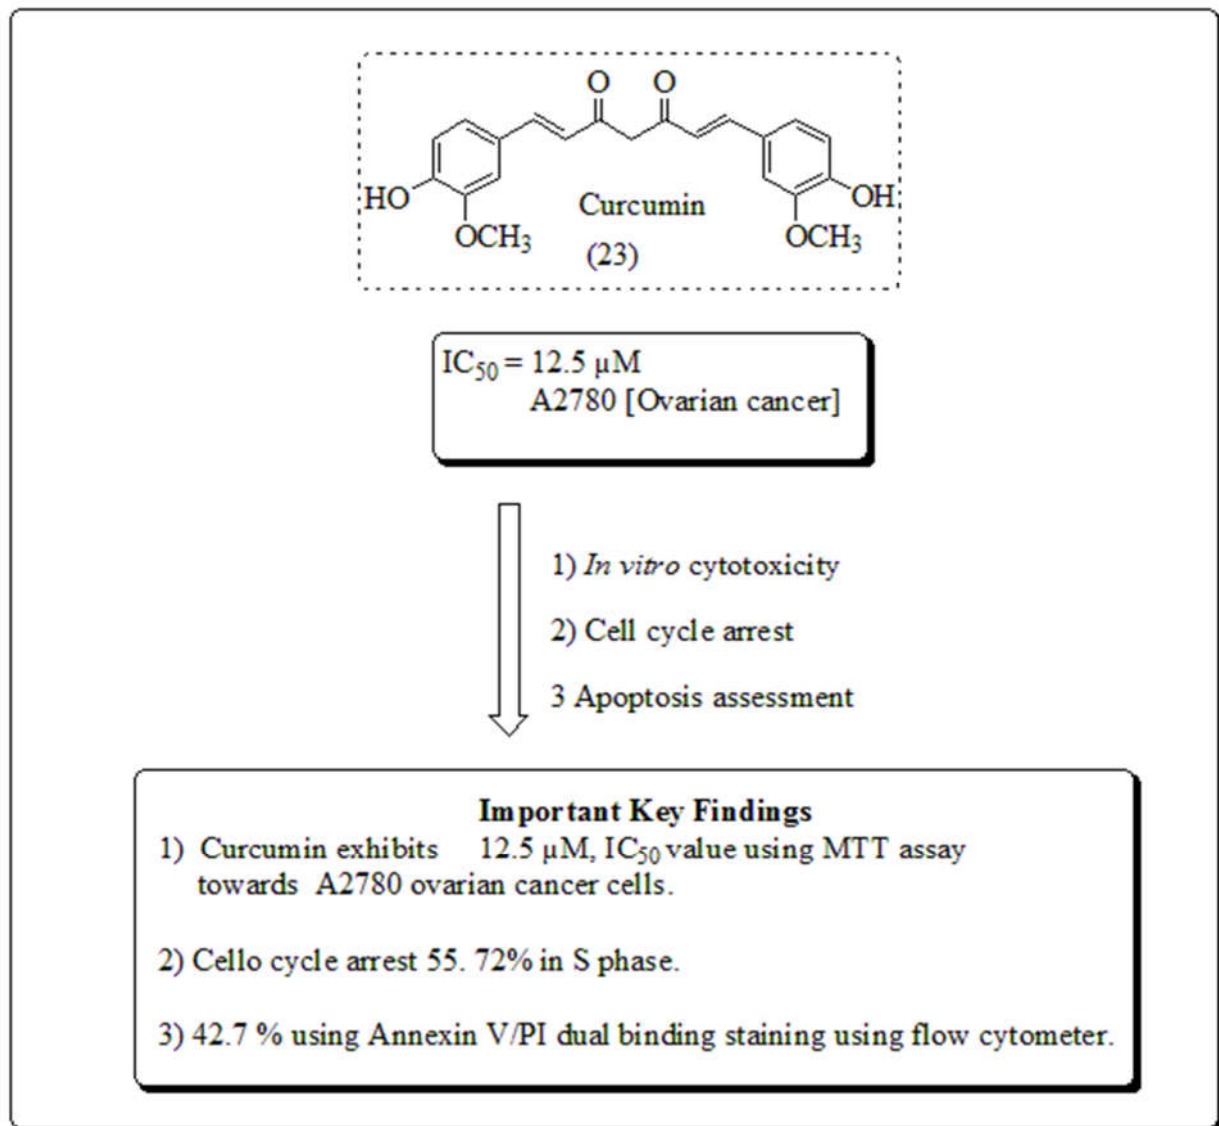 O O
HO OH
OCH3 OCH3
Curcumin
(23)
IC50 = 12.5 µM
A2780 [Ovarian cancer]
1) In vitro cytotoxicity
2) Cell cycle arrest
3 Apoptosis assessment
Important Key Findings
1) Curcumin exhibits 12.5 µM, IC50 value using MTT assay
towards A2780 ovarian cancer cells.
2) Cello cycle arrest 55. 72% in S phase.
3) 42.7 % using Annexin V/PI dual binding staining using flow cytometer.